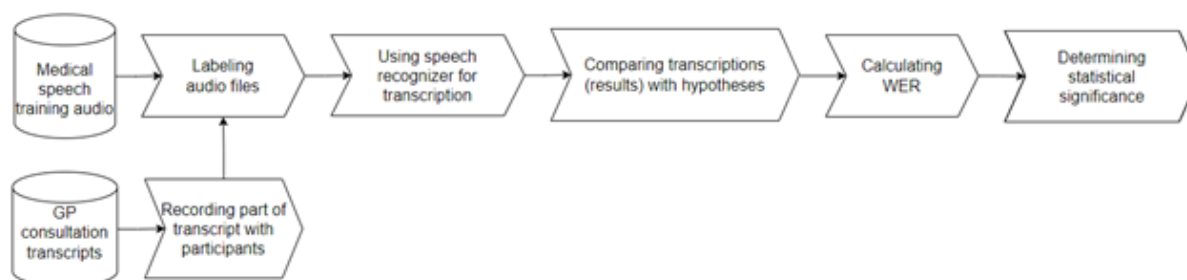 Medical
speech
training audio
Labeling
audio files
Using speech
recognizer for
transcription
Comparing transcriptions
(results) with hypotheses
Calculating
WER
Determining
statistical
significance
GP
consultation
transcripts
Recording part of
transcript with
participants